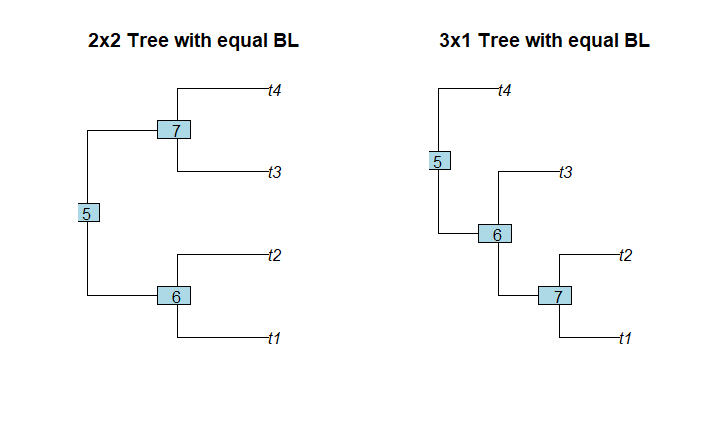 2x2 Tree with equal BL
t4
7
t3
5
t2
6
t1
3x1 Tree with equal BL
t4
5
t3
6
t2
7
t1